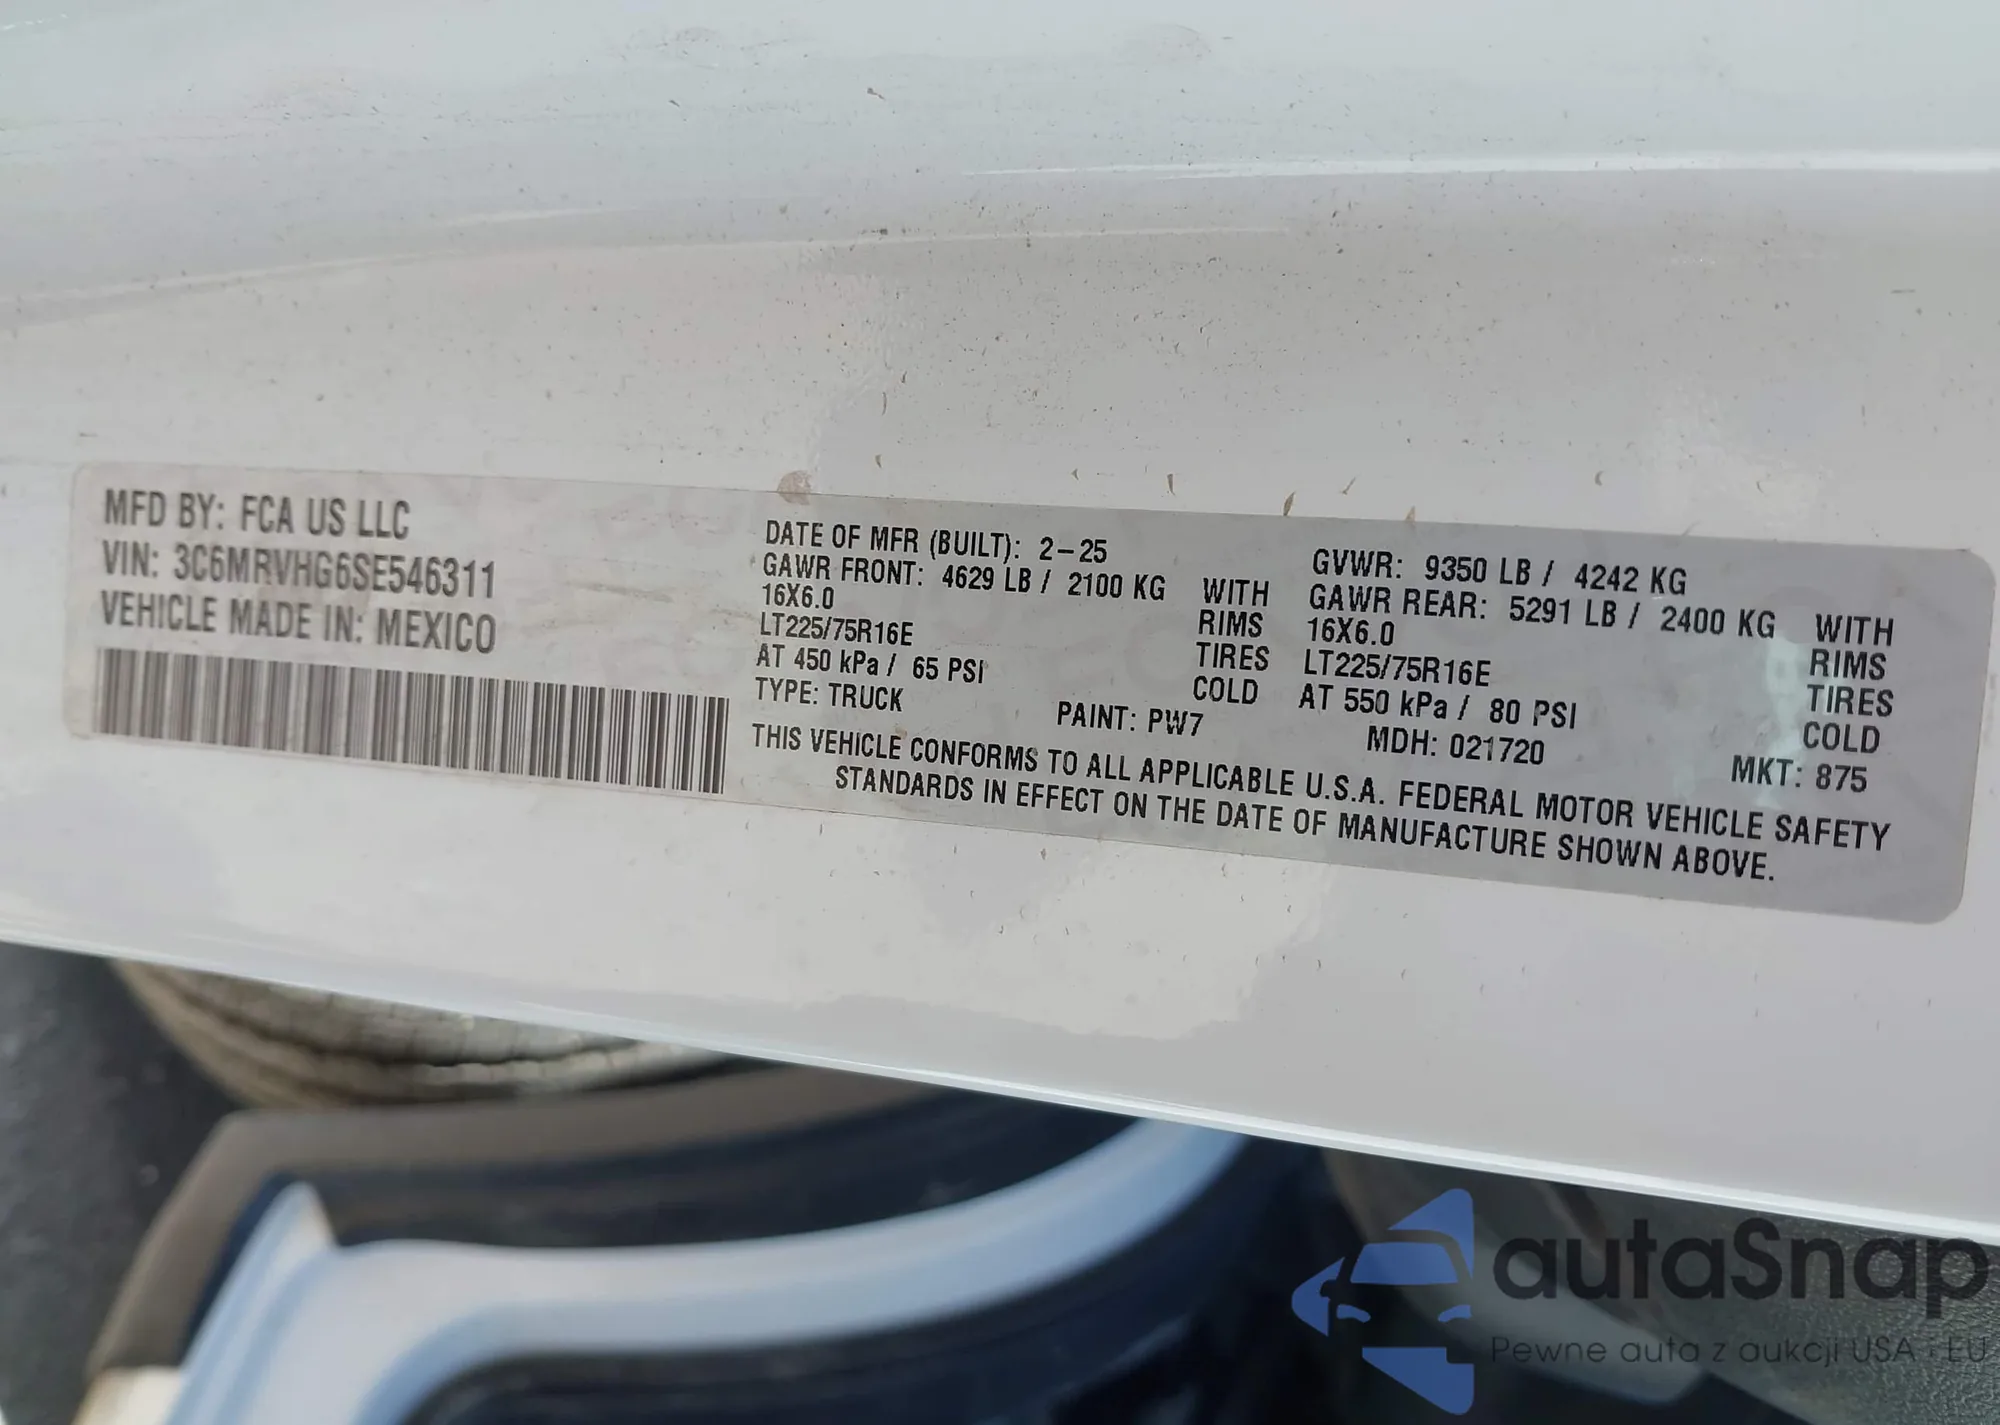 MFD BY: FCA US LLC
VIN: 3C6MRVHG6SE546311
VEHICLE MADE IN: MEXICO
DATE OF MFR (BUILT): 2-25 GVWR: 9350 LB / 4242 KG
GAWR FRONT: 4629 LB / 2100 KG WITH GAWR REAR: 5291 LB / 2400 KG WITH
16X6.0 RIMS 16X6.0 RIMS
LT225/75R16E TIRES LT225/75R16E TIRES
AT 450 kPa / 65 PSI COLD AT 550 kPa / 80 PSI COLD
TYPE: TRUCK PAINT: PW7 MDH: 021720 MKT: 875
THIS VEHICLE CONFORMS TO ALL APPLICABLE U.S.A. FEDERAL MOTOR VEHICLE SAFETY
STANDARDS IN EFFECT ON THE DATE OF MANUFACTURE SHOWN ABOVE.
autaSnap
Pewne auta z aukcji USA i EU